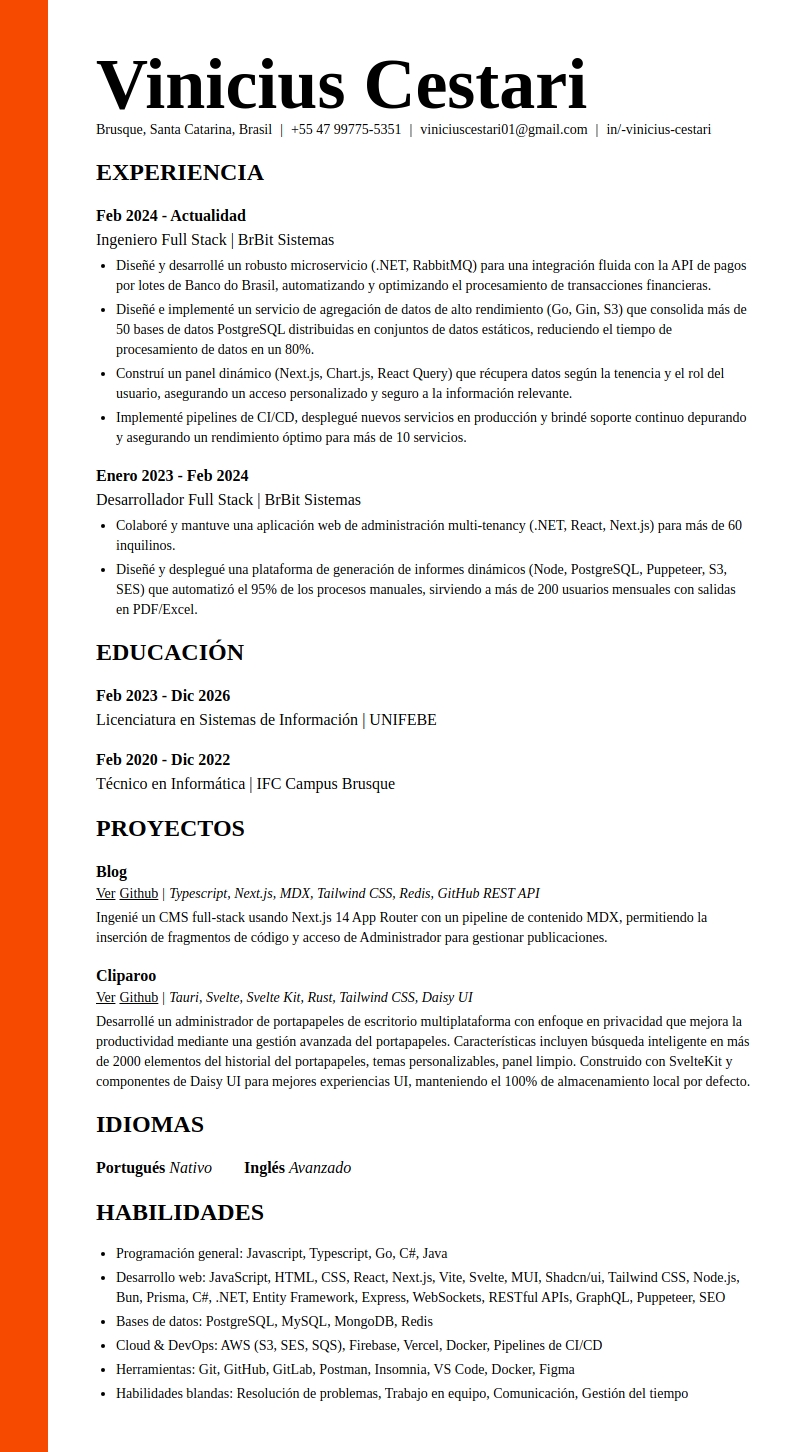 Vinicius Cestari
Brusque, Santa Catarina, Brasil | +55 47 99775-5351 | viniciuscestari01@gmail.com | in/-vinicius-cestari
EXPERIENCIA
Feb 2024 - Actualidad
Ingeniero Full Stack | BrBit Sistemas
• Diseñé y desarrollé un robusto microservicio (.NET, RabbitMQ) para una integración fluida con la API de pagos
por lotes de Banco do Brasil, automatizando y optimizando el procesamiento de transacciones financieras.
• Diseñé e implementé un servicio de agregación de datos de alto rendimiento (Go, Gin, S3) que consolida más de
50 bases de datos PostgreSQL distribuidas en conjuntos de datos estáticos, reduciendo el tiempo de
procesamiento de datos en un 80%.
• Construí un panel dinámico (Next.js, Chart.js, React Query) que récupera datos según la tenencia y el rol del
usuario, asegurando un acceso personalizado y seguro a la información relevante.
• Implementé pipelines de CI/CD, desplegué nuevos servicios en producción y brindé soporte continuo depurando
y asegurando un rendimiento óptimo para más de 10 servicios.
Enero 2023 - Feb 2024
Desarrollador Full Stack | BrBit Sistemas
• Colaboré y mantuve una aplicación web de administración multi-tenancy (.NET, React, Next.js) para más de 60
inquilinos.
• Diseñé y desplegué una plataforma de generación de informes dinámicos (Node, PostgreSQL, Puppeteer, S3,
SES) que automatizó el 95% de los procesos manuales, sirviendo a más de 200 usuarios mensuales con salidas
en PDF/Excel.
EDUCACIÓN
Feb 2023 - Dic 2026
Licenciatura en Sistemas de Información | UNIFEBE
Feb 2020 - Dic 2022
Técnico en Informática | IFC Campus Brusque
PROYECTOS
Blog
Ver Github | Typescript, Next.js, MDX, Tailwind CSS, Redis, GitHub REST API
Ingenié un CMS full-stack usando Next.js 14 App Router con un pipeline de contenido MDX, permitiendo la
inserción de fragmentos de código y acceso de Administrador para gestionar publicaciones.
Cliparoo
Ver Github | Tauri, Svelte, Svelte Kit, Rust, Tailwind CSS, Daisy UI
Desarrollé un administrador de portapapeles de escritorio multiplataforma con enfoque en privacidad que mejora la
productividad mediante una gestión avanzada del portapapeles. Características incluyen búsqueda inteligente en más
de 2000 elementos del historial del portapapeles, temas personalizables, panel limpio. Construido con SvelteKit y
componentes de Daisy UI para mejores experiencias UI, manteniendo el 100% de almacenamiento local por defecto.
IDIOMAS
Portugués Nativo Inglés Avanzado
HABILIDADES
• Programación general: Javascript, Typescript, Go, C#, Java
• Desarrollo web: JavaScript, HTML, CSS, React, Next.js, Vite, Svelte, MUI, Shadcn/ui, Tailwind CSS, Node.js,
Bun, Prisma, C#, .NET, Entity Framework, Express, WebSockets, RESTful APIs, GraphQL, Puppeteer, SEO
• Bases de datos: PostgreSQL, MySQL, MongoDB, Redis
• Cloud & DevOps: AWS (S3, SES, SQS), Firebase, Vercel, Docker, Pipelines de CI/CD
• Herramientas: Git, GitHub, GitLab, Postman, Insomnia, VS Code, Docker, Figma
• Habilidades blandas: Resolución de problemas, Trabajo en equipo, Comunicación, Gestión del tiempo